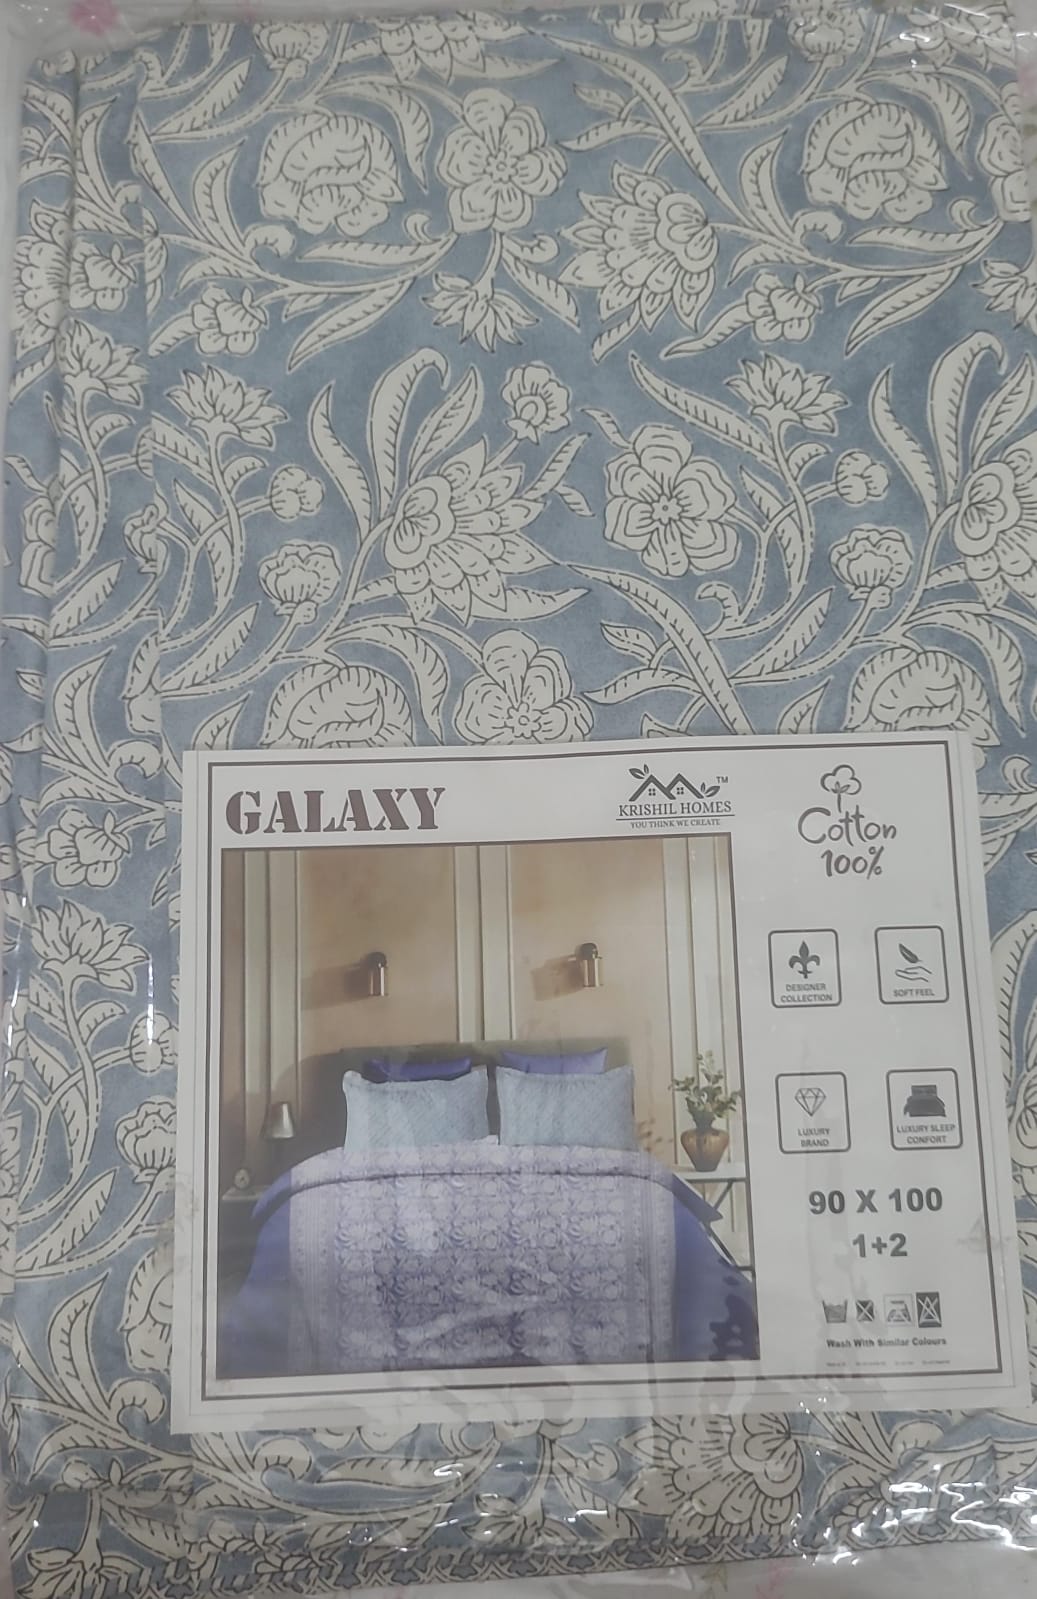 GALAXY
KRISHIL HOMES™
YOU THINK WE CREATE
Cotton
100%
DESIGNER
COLLECTION
SOFT FEEL
LUXURY
BRAND
LUXURY SLEEP
CONFORT
90 X 100
1+2
Wash With Similar Colours